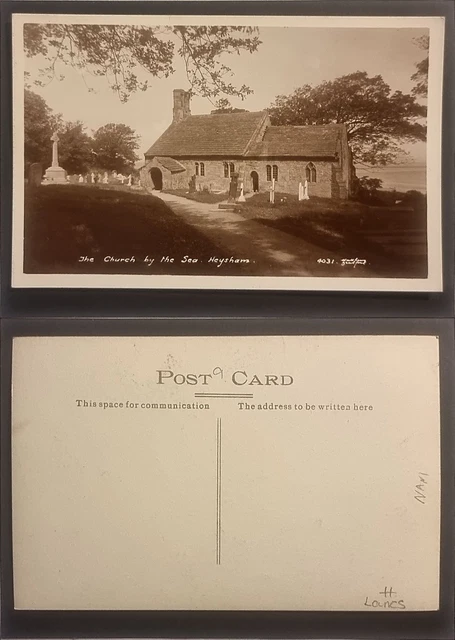 The Church by the Sea. Heysham.
4031.
POST CARD
9
This space for communication
The address to be written here
H
Lancs